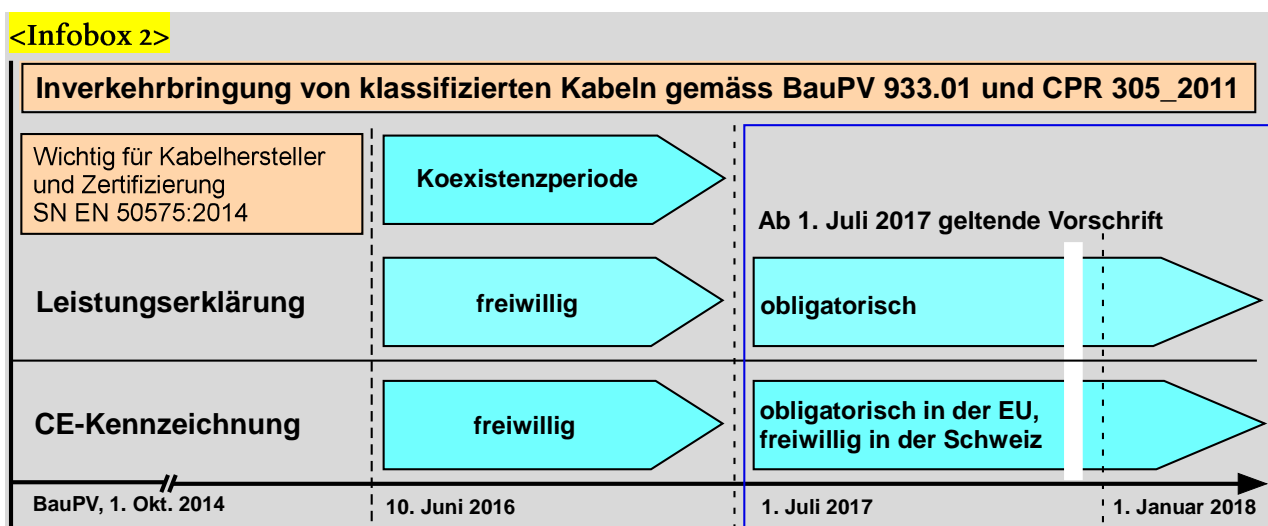 <Infobox 2>
Inverkehrbringung von klassifizierten Kabeln gemäss BauPV 933.01 und CPR 305_2011
Wichtig für Kabelhersteller
und Zertifizierung
SN EN 50575:2014
Koexistenzperiode
Ab 1. Juli 2017 geltende Vorschrift
Leistungserklärung
freiwillig
obligatorisch
CE-Kennzeichnung
freiwillig
obligatorisch in der EU,
freiwillig in der Schweiz
BauPV, 1. Okt. 2014
10. Juni 2016
1. Juli 2017
1. Januar 2018